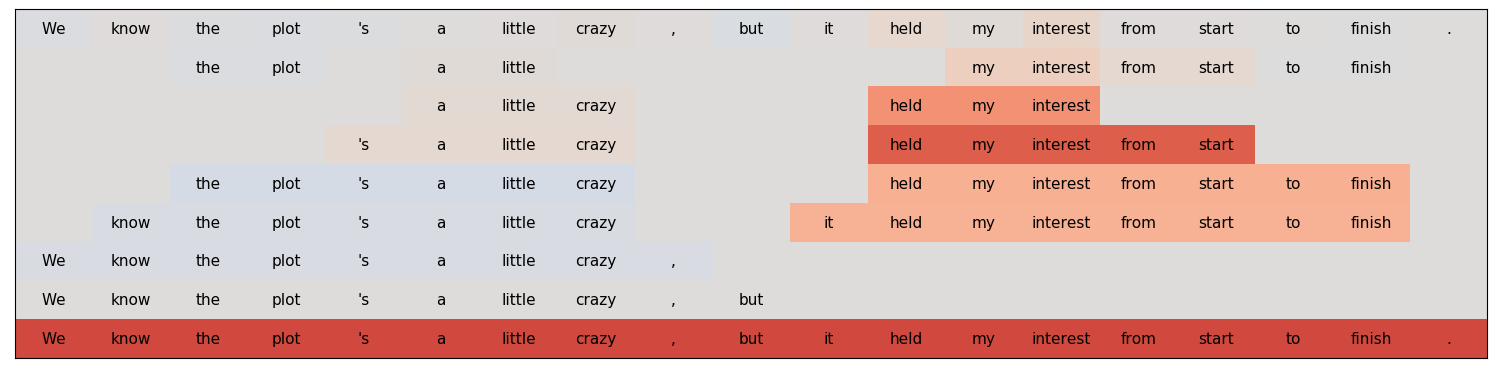 We know the plot 's a little crazy , but it held my interest from start to finish .
the plot a little my interest from start to finish
a little crazy held my interest
's a little crazy held my interest from start
the plot 's a little crazy held my interest from start to finish
know the plot 's a little crazy it held my interest from start to finish
We know the plot 's a little crazy ,
We know the plot 's a little crazy , but
We know the plot 's a little crazy , but it held my interest from start to finish .